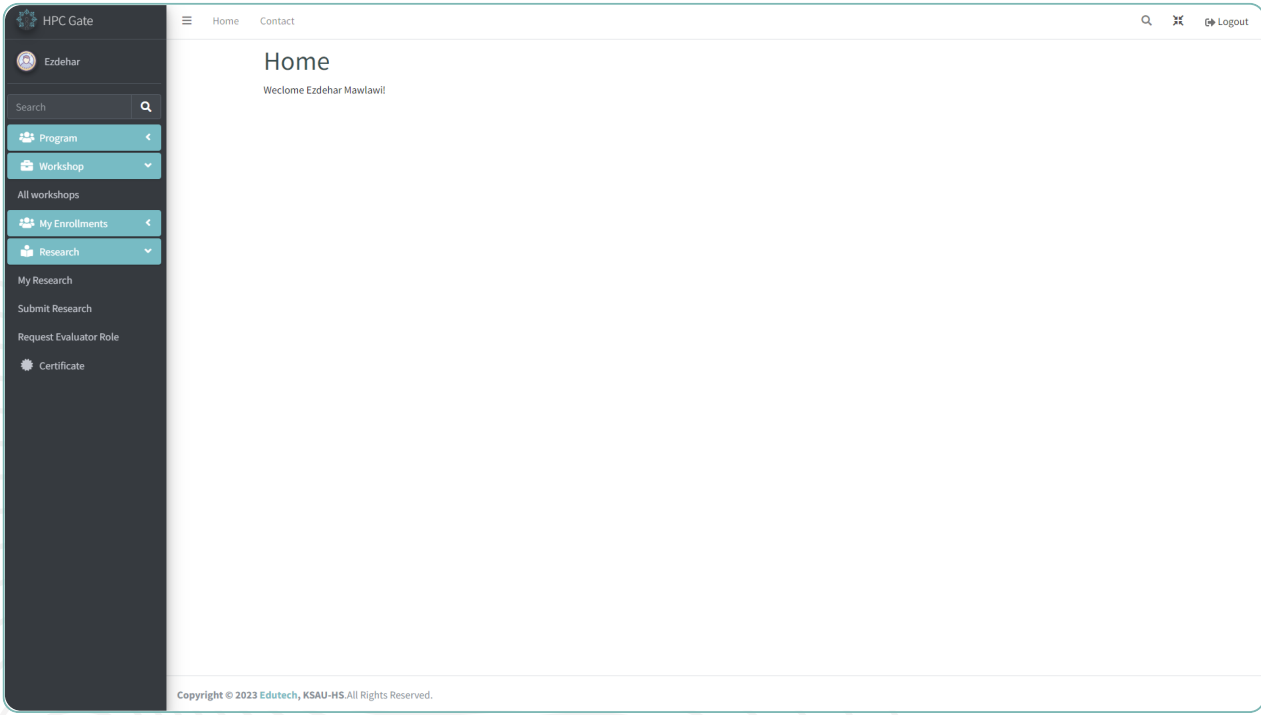 HPC Gate
Home Contact Logout
Ezdehar
Search
Program
Workshop
All workshops
My Enrollments
Research
My Research
Submit Research
Request Evaluator Role
Certificate
Home
Weclome Ezdehar Mawlawi!
Copyright © 2023 Edutech, KSAU-HS.All Rights Reserved.